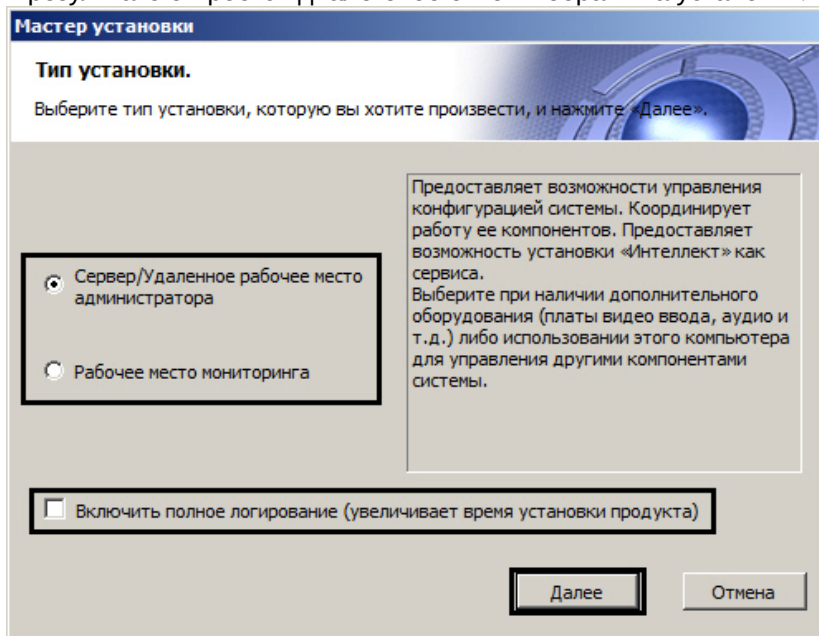 Мастер установки
Тип установки.
Выберите тип установки, которую вы хотите произвести, и нажмите «Далее».
Предоставляет возможности управления
конфигурацией системы. Координирует
работу ее компонентов. Предоставляет
возможность установки «Интеллект» как
сервиса.
Выберите при наличии дополнительного
оборудования (платы видео ввода, аудио и
т.д.) либо использовании этого компьютера
для управления другими компонентами
системы.
Сервер/Удаленное рабочее место
администратора
Рабочее место мониторинга
Включить полное логирование (увеличивает время установки продукта)
Далее
Отмена